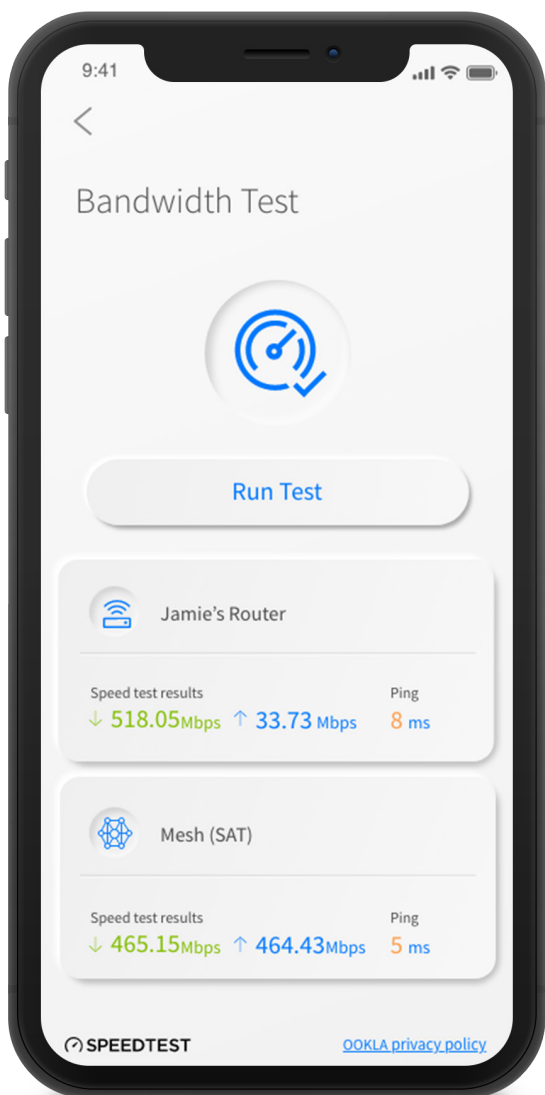 9:41
Bandwidth Test
Run Test
Jamie’s Router
Speed test results Ping
↓ 518.05Mbps ↑ 33.73 Mbps 8 ms
Mesh (SAT)
Speed test results Ping
↓ 465.15Mbps ↑ 464.43Mbps 5 ms
SPEEDTEST OOKLA privacy policy